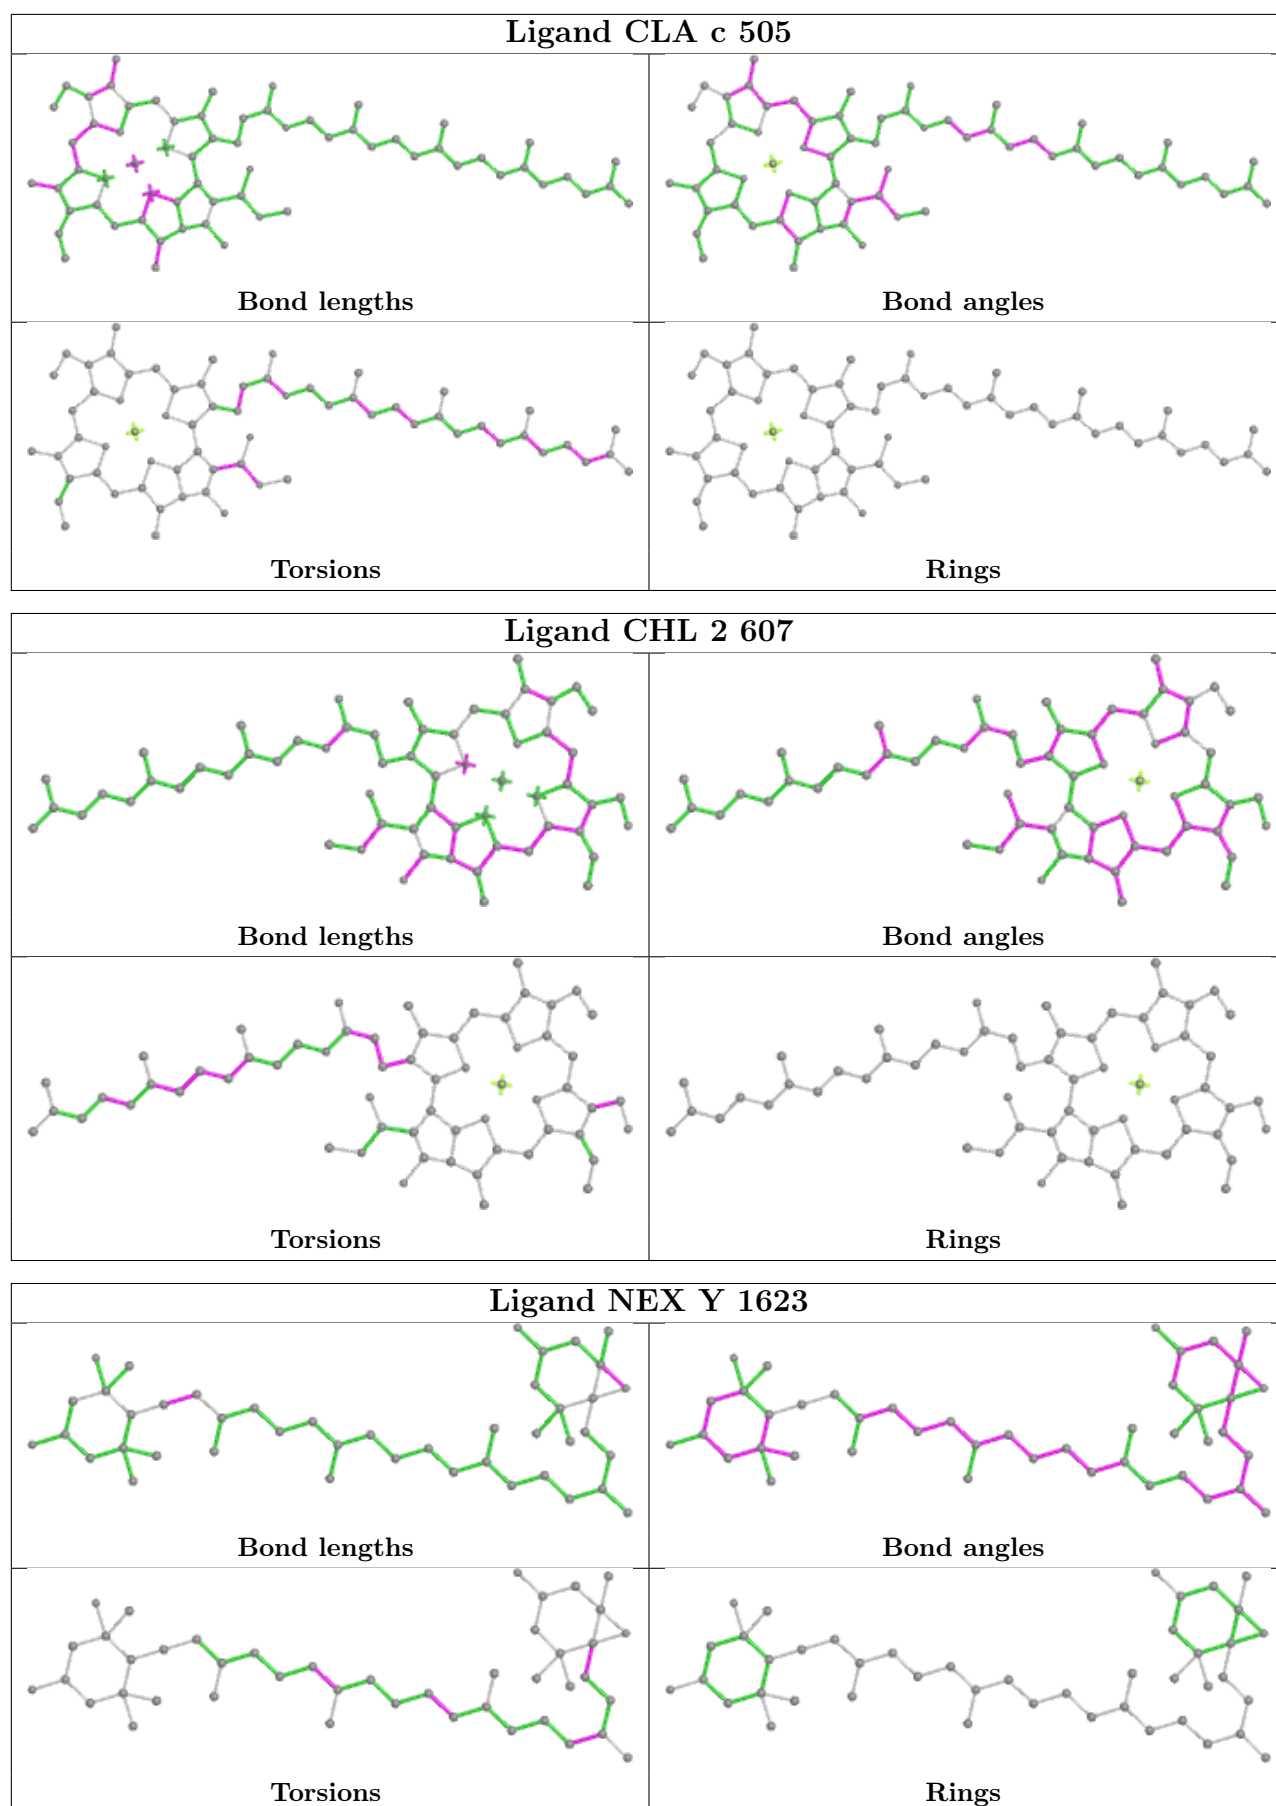 Ligand CLA c 505
Bond lengths
Bond angles
Torsions
Rings
Ligand CHL 2 607
Bond lengths
Bond angles
Torsions
Rings
Ligand NEX Y 1623
Bond lengths
Bond angles
Torsions
Rings